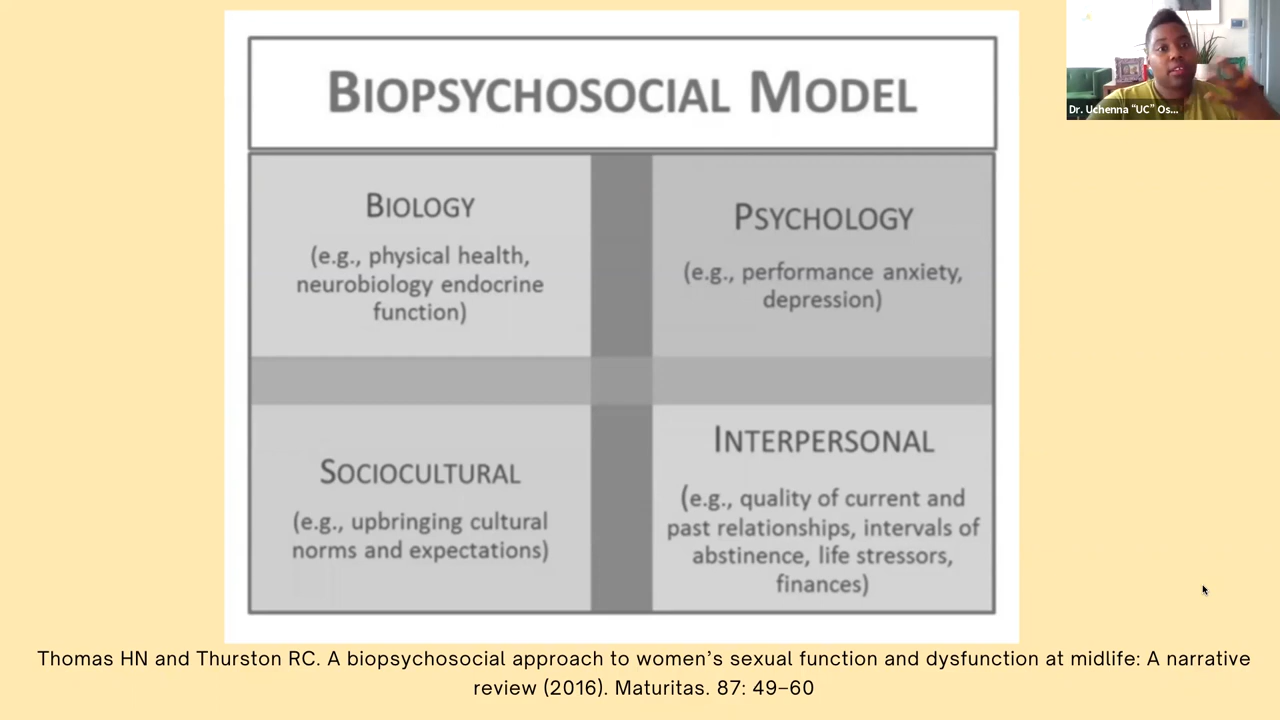 BIOPSYCHOSOCIAL MODEL
BIOLOGY
(e.g., physical health,
neurobiology endocrine
function)
PSYCHOLOGY
(e.g., performance anxiety,
depression)
SOCIOCULTURAL
(e.g., upbringing cultural
norms and expectations)
INTERPERSONAL
(e.g., quality of current and
past relationships, intervals of
abstinence, life stressors,
finances)
Thomas HN and Thurston RC. A biopsychosocial approach to women’s sexual function and dysfunction at midlife: A narrative
review (2016). Maturitas. 87: 49–60
Dr. Uchenna “UC” Os...